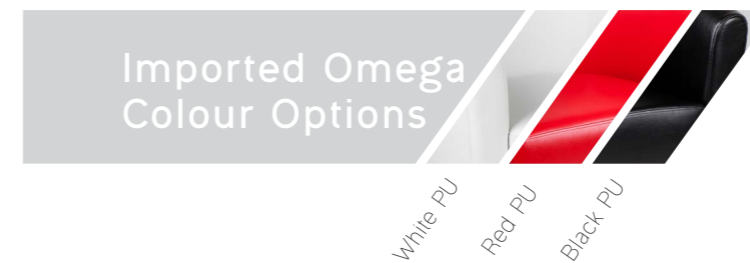 Imported Omega
Colour Options
White PU
Red PU
Black PU